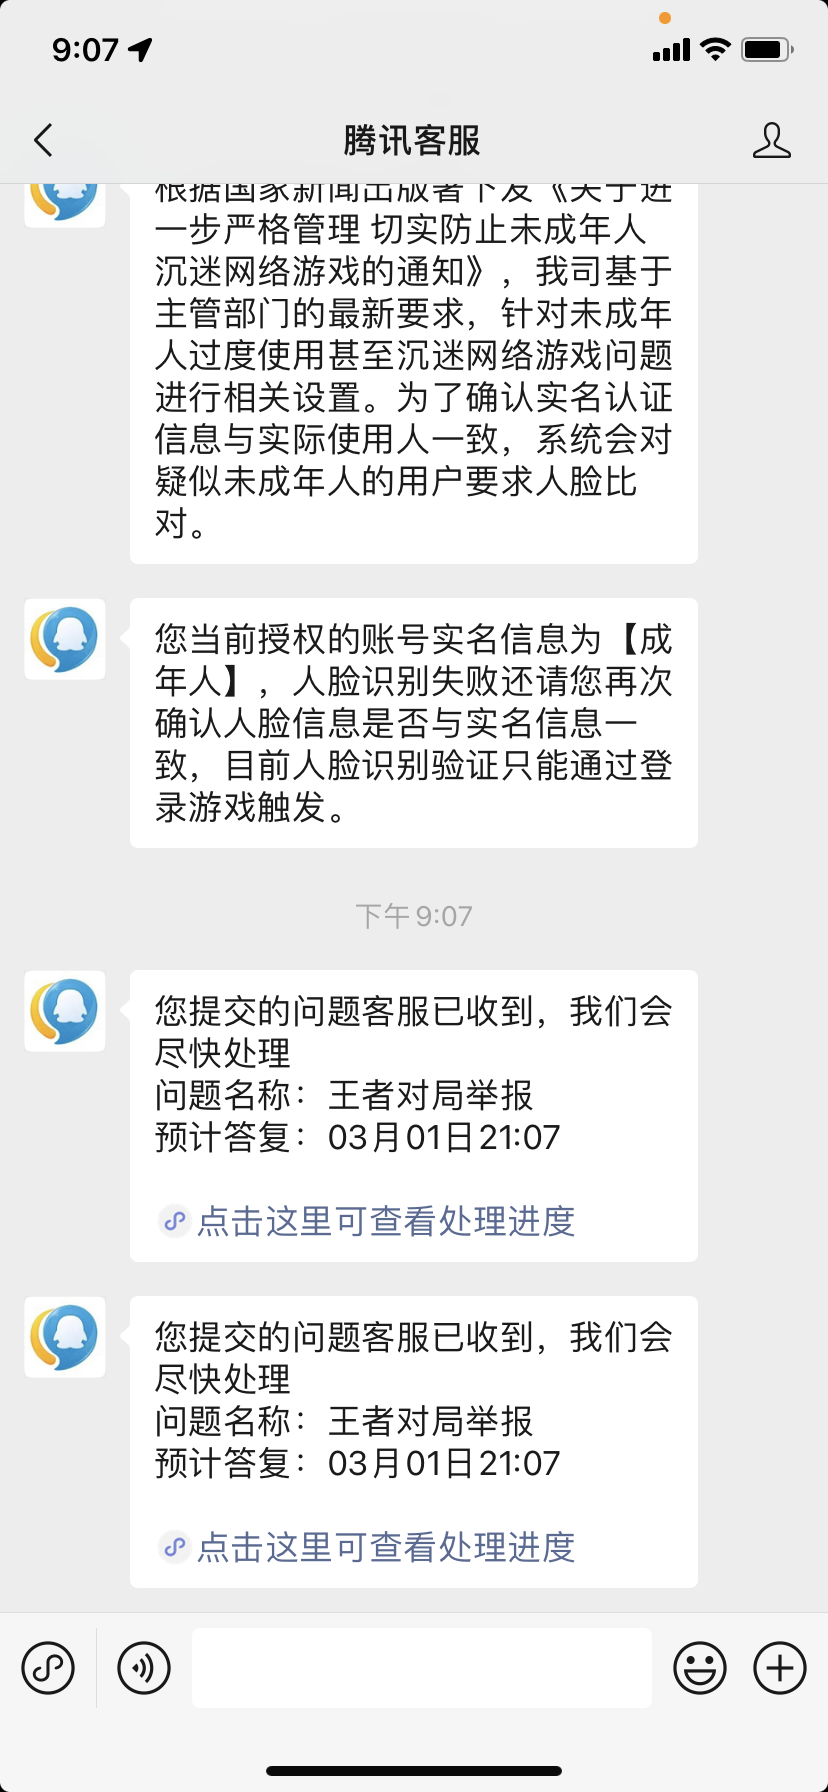 9:07
腾讯客服
根据国家新闻出版署下发《关于进
一步严格管理 切实防止未成年人
沉迷网络游戏的通知》，我司基于
主管部门的最新要求，针对未成年
人过度使用甚至沉迷网络游戏问题
进行相关设置。为了确认实名认证
信息与实际使用人一致，系统会对
疑似未成年人的用户要求人脸比
对。
您当前授权的账号实名信息为【成
年人】，人脸识别失败还请您再次
确认人脸信息是否与实名信息一
致，目前人脸识别验证只能通过登
录游戏触发。
下午 9:07
您提交的问题客服已收到，我们会
尽快处理
问题名称：王者对局举报
预计答复：03月01日21:07
点击这里可查看处理进度
您提交的问题客服已收到，我们会
尽快处理
问题名称：王者对局举报
预计答复：03月01日21:07
点击这里可查看处理进度